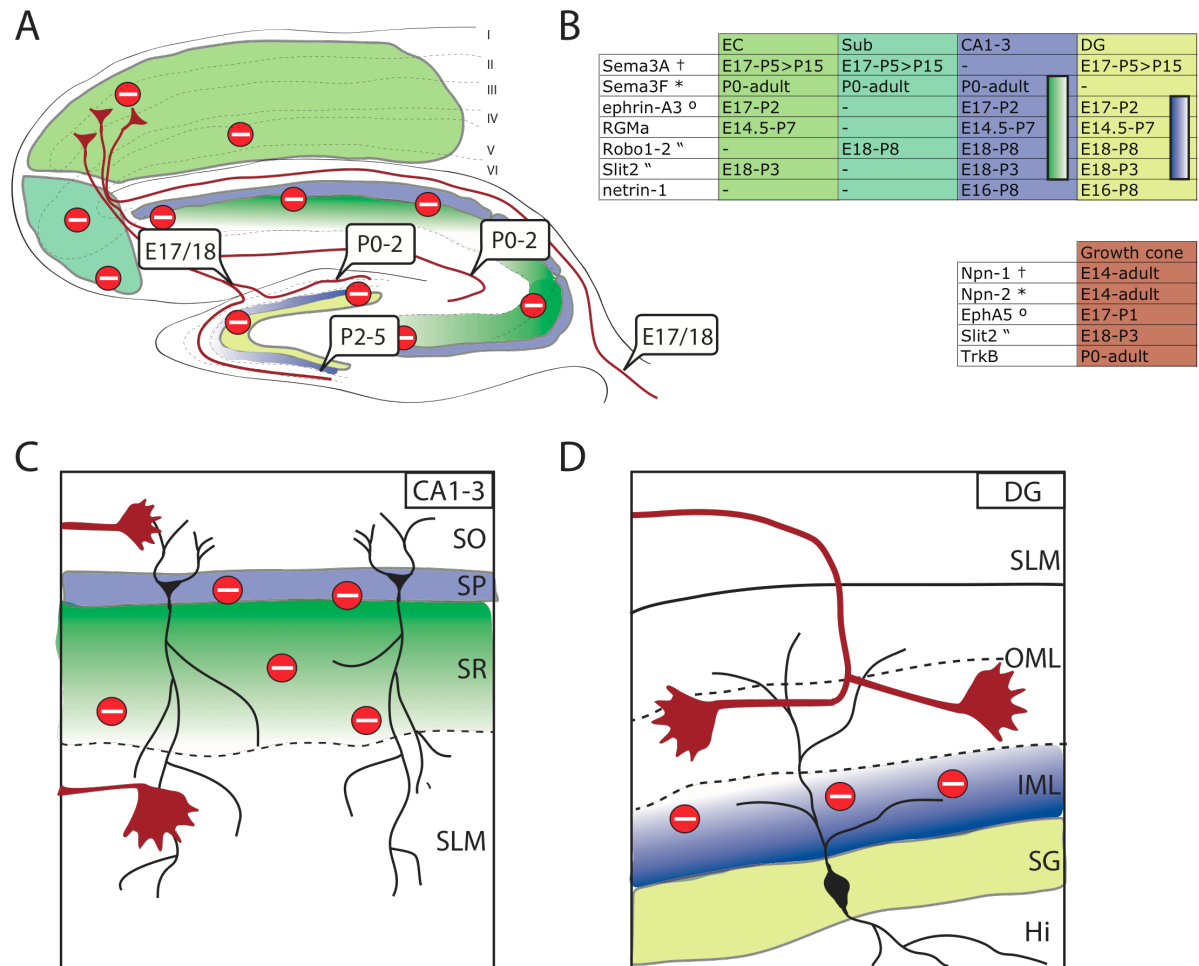 A
I
II
III
IV
V
VI
E17/18
P0-2
P0-2
P2-5
E17/18
B
EC Sub CA1-3 DG
Sema3A † E17-P5>P15 E17-P5>P15 - E17-P5>P15
Sema3F * P0-adult P0-adult P0-adult -
ephrin-A3 º E17-P2 - E17-P2 E17-P2
RGMa E14.5-P7 - E14.5-P7 E14.5-P7
Robo1-2 “ - E18-P8 E18-P8 E18-P8
Slit2 “ E18-P3 - E18-P3 E18-P3
netrin-1 - - E16-P8 E16-P8
Growth cone
Npn-1 † E14-adult
Npn-2 * E14-adult
EphA5 º E17-P1
Slit2 “ E18-P3
TrkB P0-adult
C
CA1-3
SO
SP
SR
SLM
D
DG
SLM
OML
IML
SG
Hi